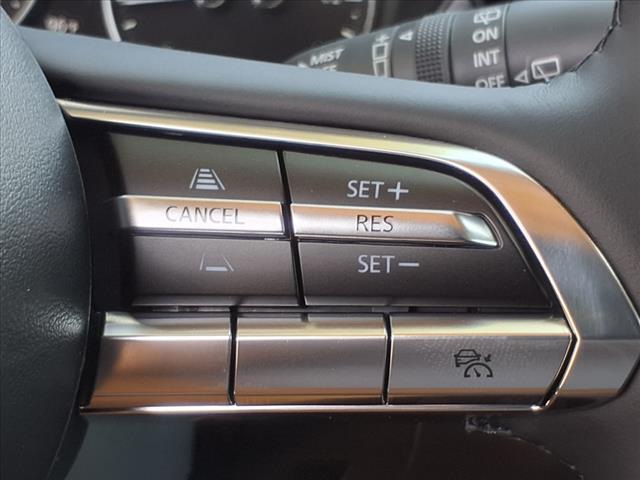 MIST
ON
INT
OFF
SET+
CANCEL
RES
SET-